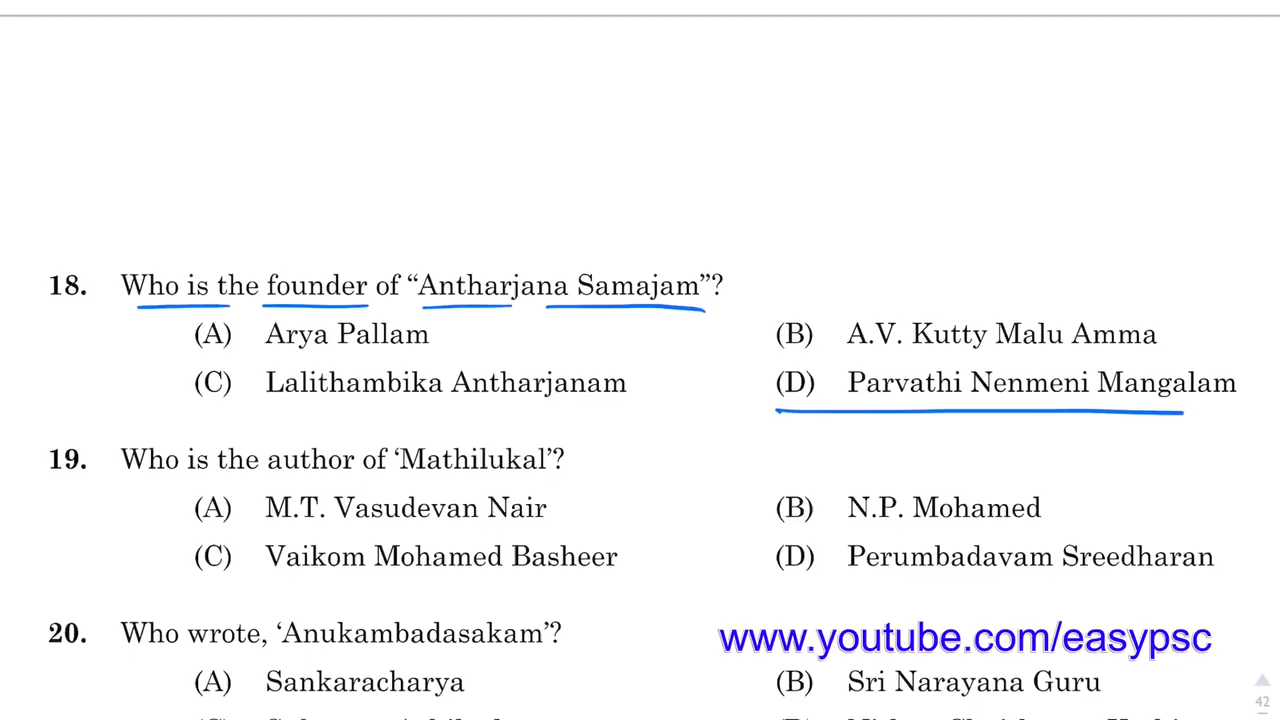 18. Who is the founder of “Antharjana Samajam”?
(A) Arya Pallam (B) A.V. Kutty Malu Amma
(C) Lalithambika Antharjanam (D) Parvathi Nenmeni Mangalam
19. Who is the author of ‘Mathilukal’?
(A) M.T. Vasudevan Nair (B) N.P. Mohamed
(C) Vaikom Mohamed Basheer (D) Perumbadavam Sreedharan
20. Who wrote, ‘Anukambadasakam’?
www.youtube.com/easypsc
(A) Sankaracharya (B) Sri Narayana Guru
42